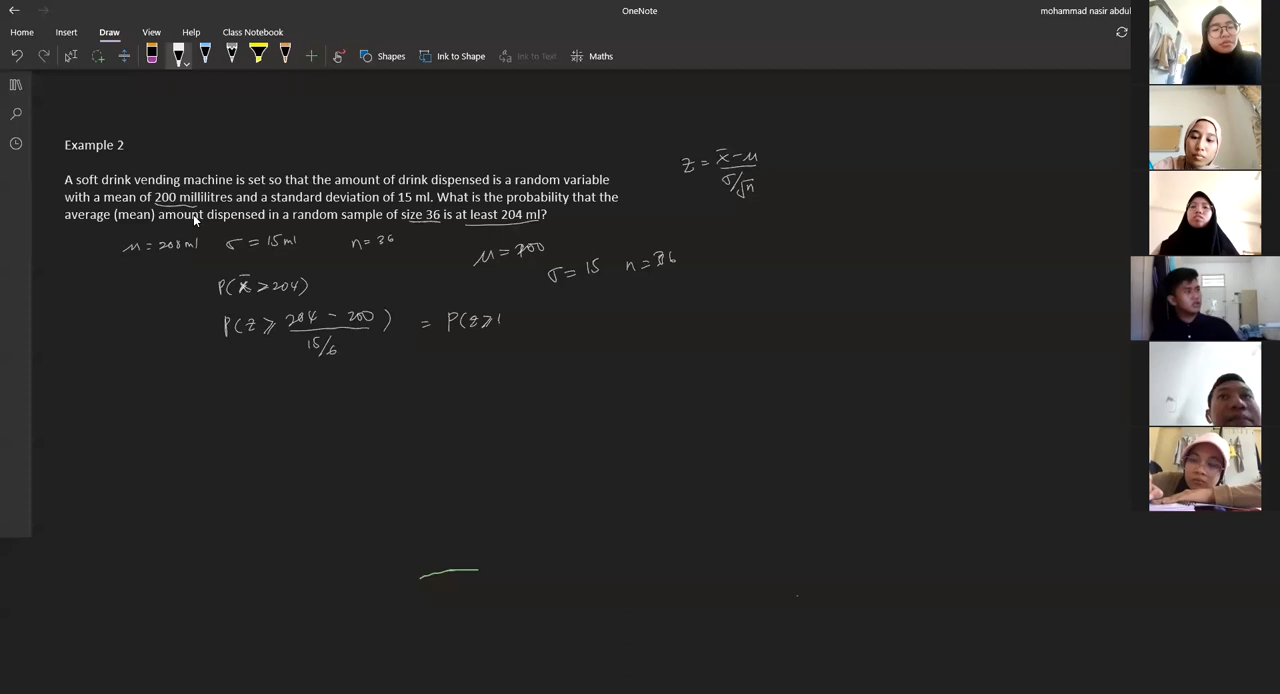 OneNote
mohammad nasir abdul
Home Insert Draw View Help Class Notebook
Shapes Ink to Shape Ink to Text Maths
Example 2
A soft drink vending machine is set so that the amount of drink dispensed is a random variable
with a mean of 200 millilitres and a standard deviation of 15 ml. What is the probability that the
average (mean) amount dispensed in a random sample of size 36 is at least 204 ml?
z = x̄ - μ / σ/√n
μ = 200 ml σ = 15 ml n = 36
μ = 200
σ = 15 n = 36
P(x̄ ≥ 204)
P(z ≥ 204 - 200 / 15/6) = P(z ≥ 1